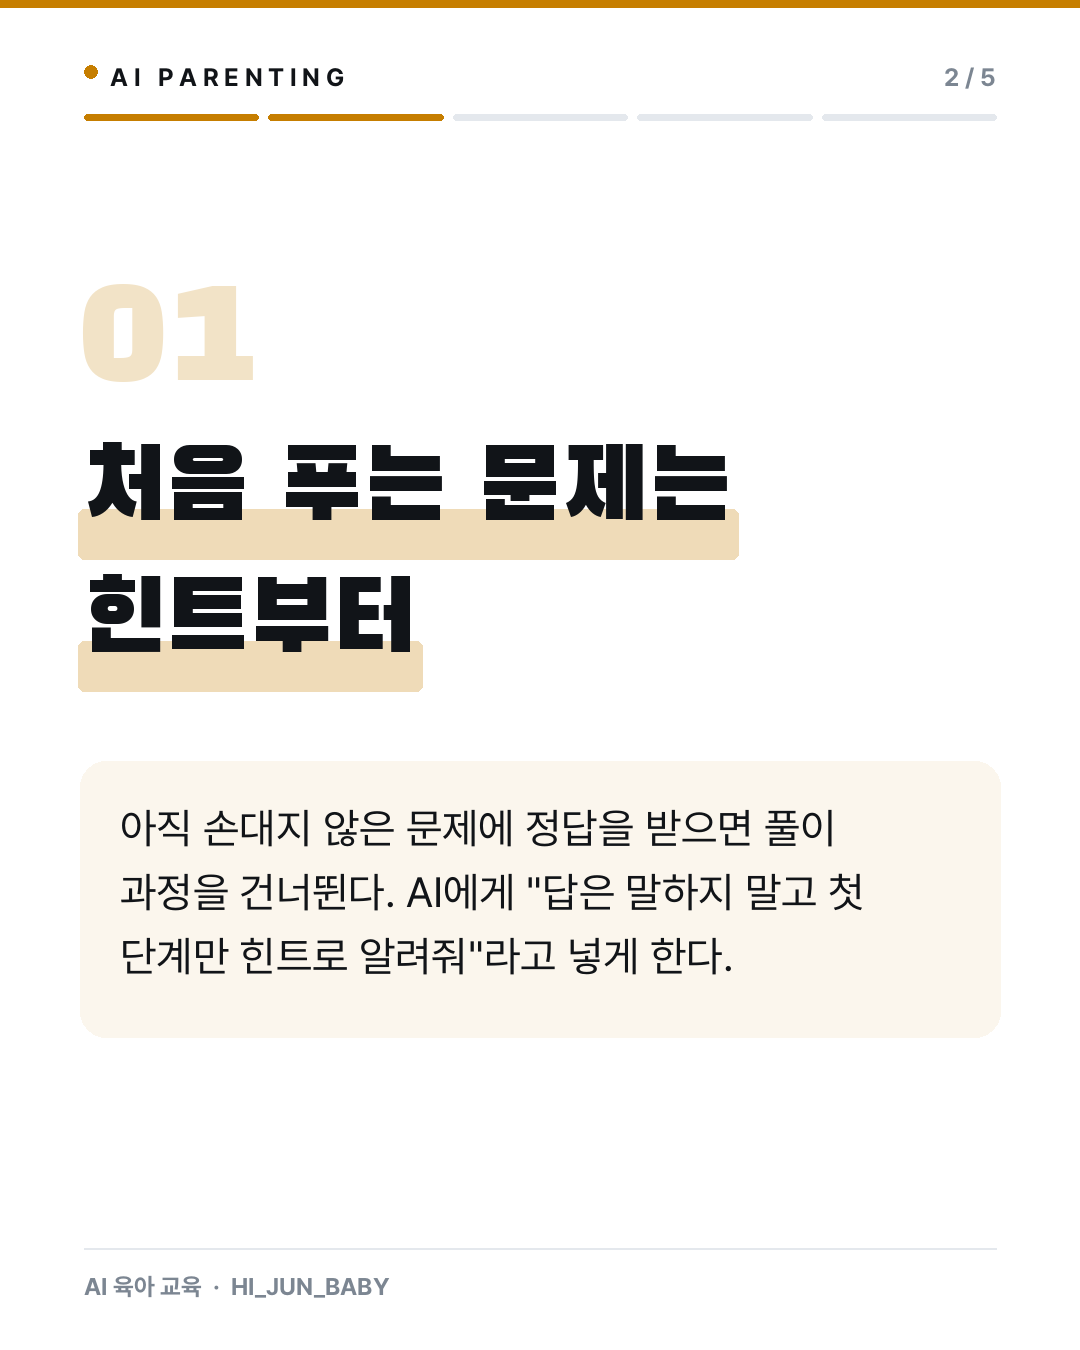 AI PARENTING
2 / 5
01
처음 푸는 문제는
힌트부터
아직 손대지 않은 문제에 정답을 받으면 풀이
과정을 건너뛴다. AI에게 "답은 말하지 말고 첫
단계만 힌트로 알려줘"라고 넣게 한다.
AI 육아 교육 · HI_JUN_BABY